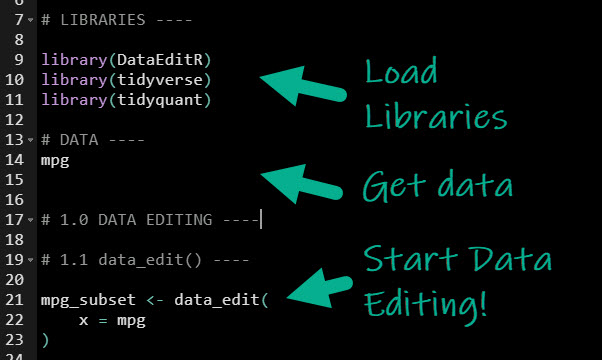 6
7 # LIBRARIES ----
8
9 library(DataEditR)
10 library(tidyverse)
11 library(tidyquant)
12
13 # DATA ----
14 mpg
15
16
17 # 1.0 DATA EDITING ----
18
19 # 1.1 data_edit() ----
20
21 mpg_subset <- data_edit(
22     x = mpg
23 )
24
Load
Libraries
Get data
Start Data
Editing!